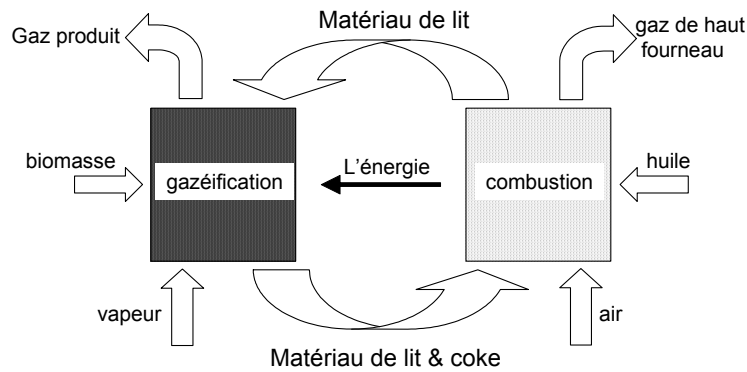 Matériau de lit
Gaz produit
gaz de haut
fourneau
biomasse
gazéification
L'énergie
combustion
huile
vapeur
air
Matériau de lit & coke